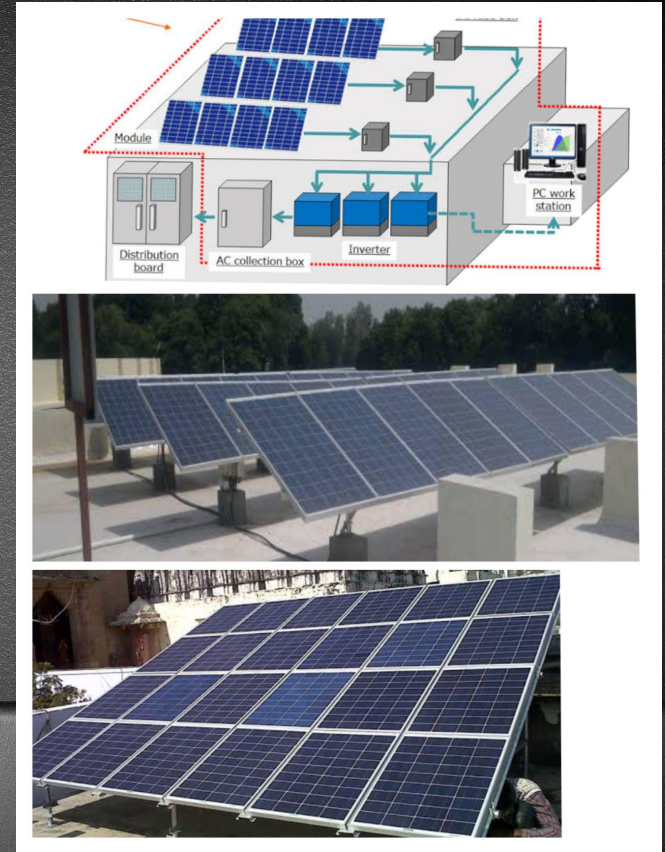 Module
PC work
station
Inverter
Distribution
board
AC collection box